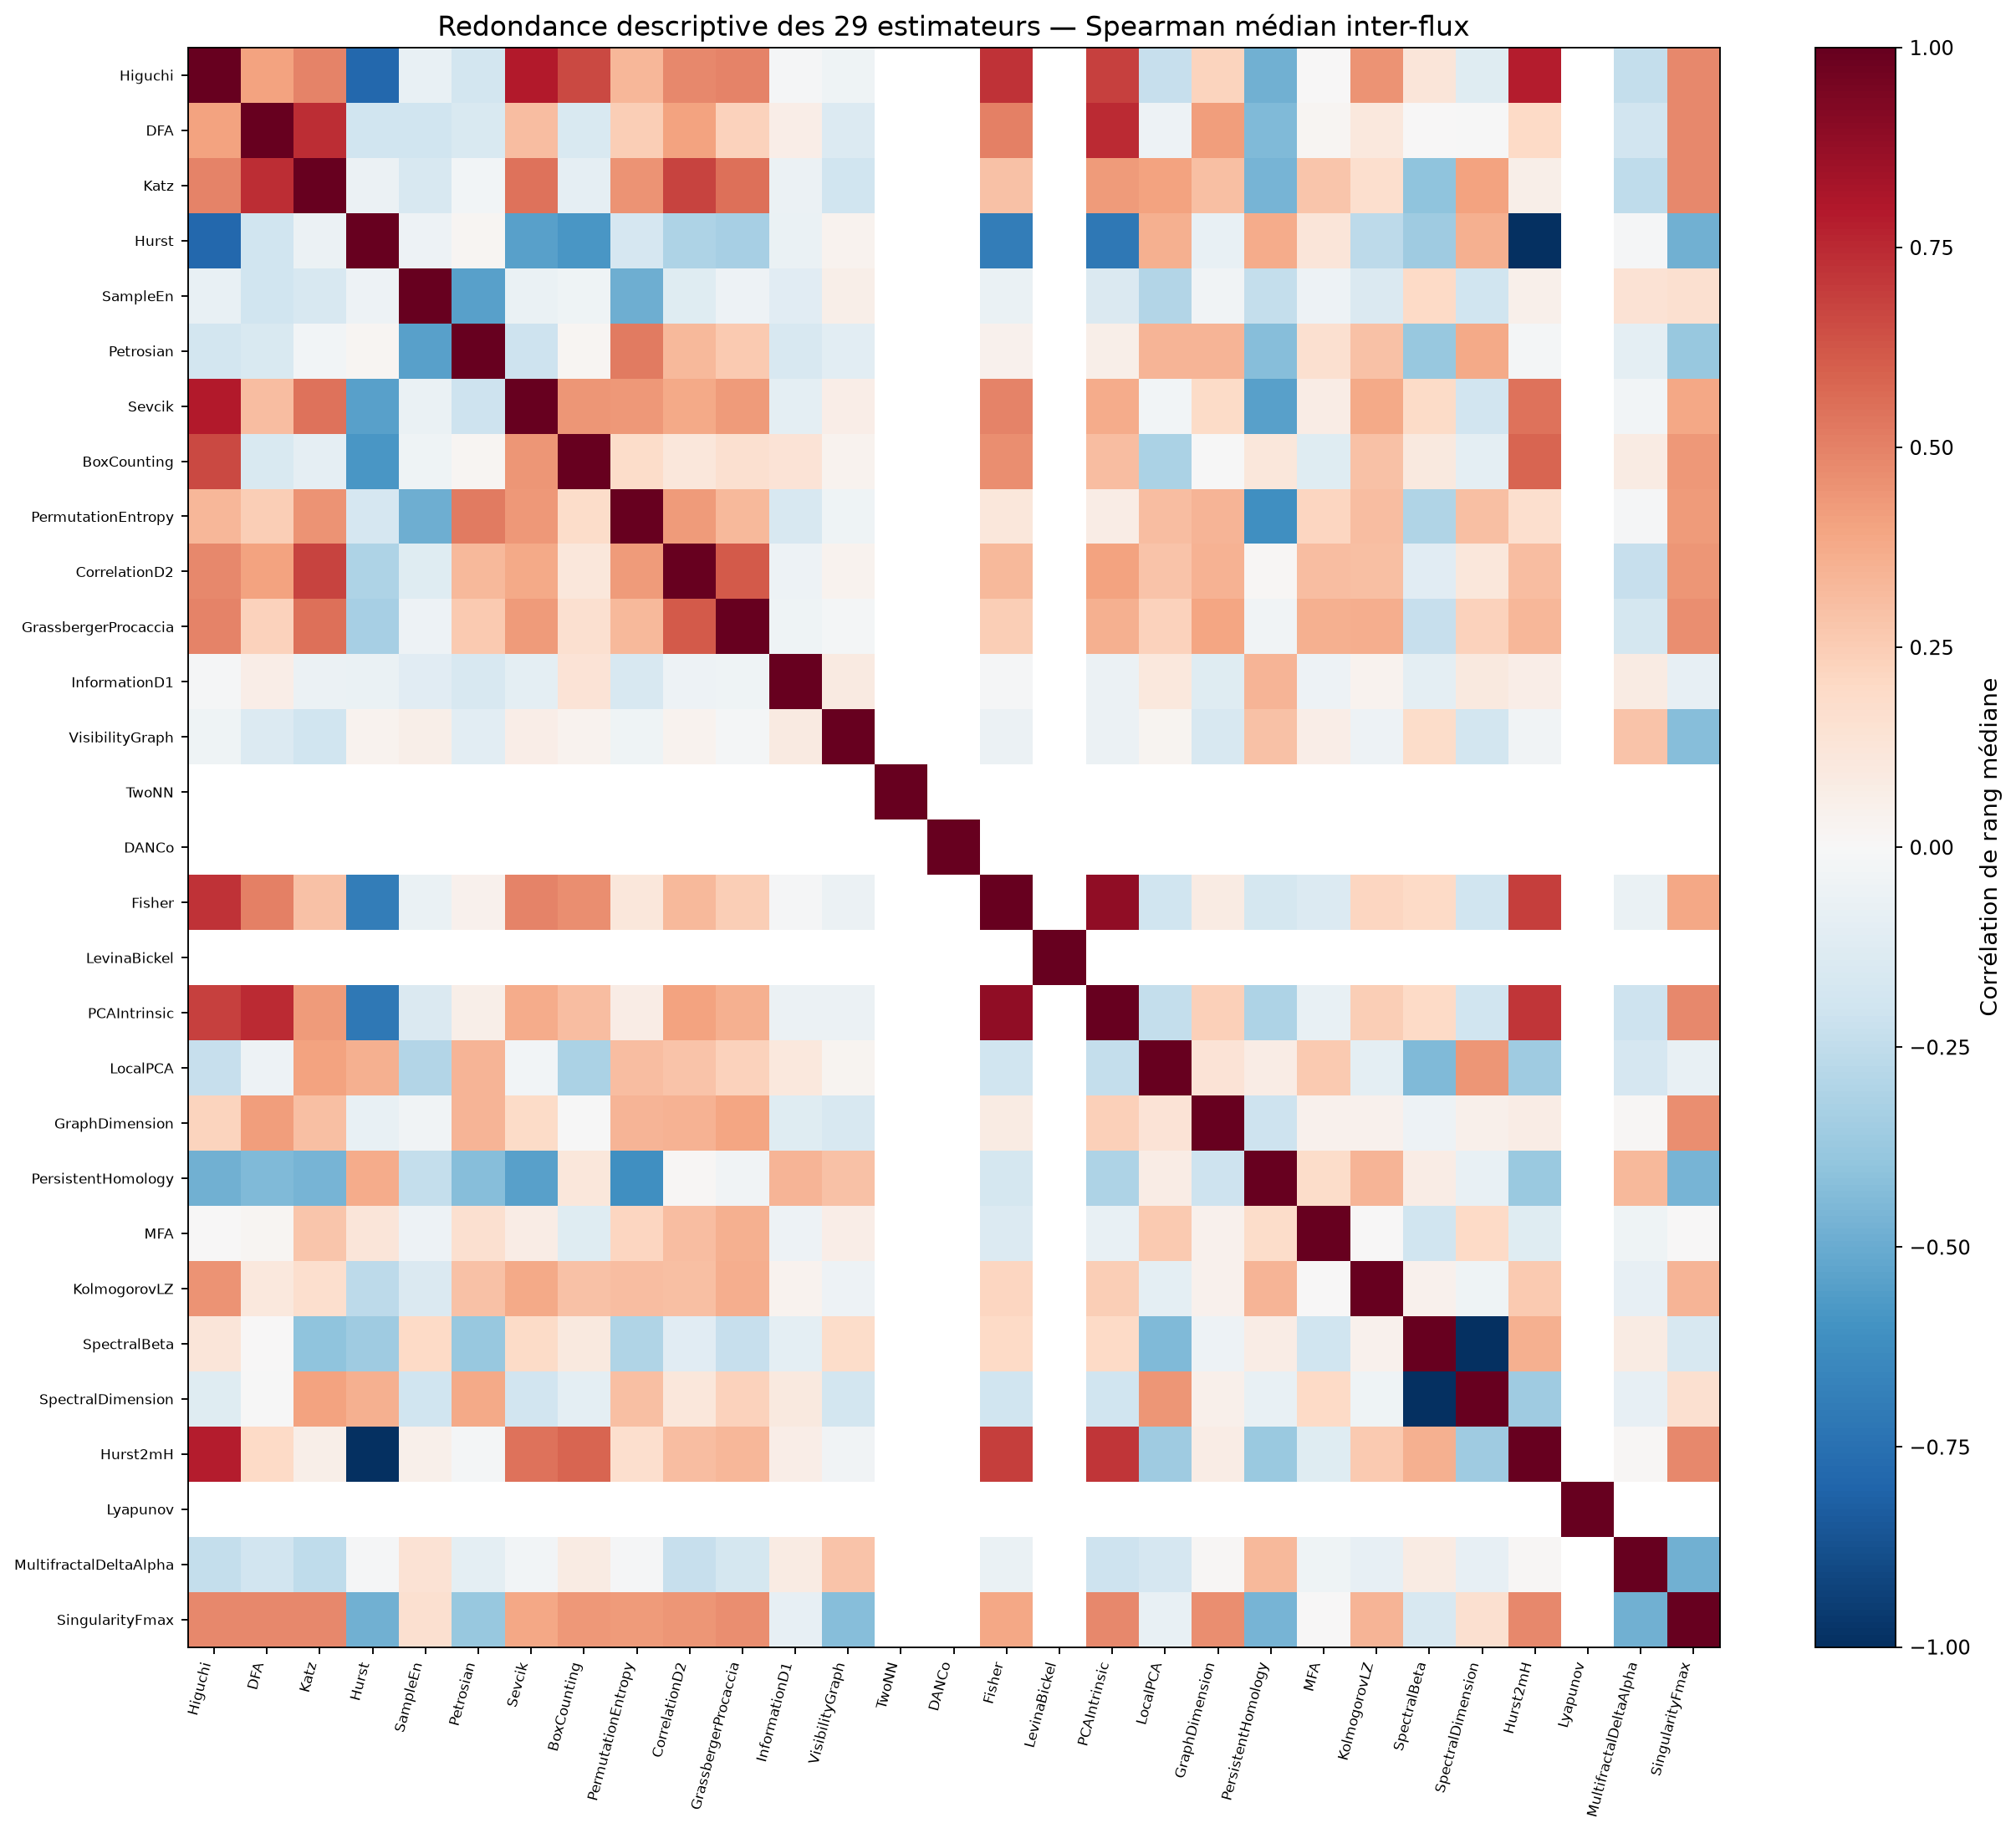 Redondance descriptive des 29 estimateurs — Spearman médian inter-flux
Higuchi
DFA
Katz
Hurst
SampleEn
Petrosian
Sevcik
BoxCounting
PermutationEntropy
CorrelationD2
GrassbergerProcaccia
InformationD1
VisibilityGraph
TwoNN
DANCo
Fisher
LevinaBickel
PCAIntrinsic
LocalPCA
GraphDimension
PersistentHomology
MFA
KolmogorovLZ
SpectralBeta
SpectralDimension
Hurst2mH
Lyapunov
MultifractalDeltaAlpha
SingularityFmax
Higuchi
DFA
Katz
Hurst
SampleEn
Petrosian
Sevcik
BoxCounting
PermutationEntropy
CorrelationD2
GrassbergerProcaccia
InformationD1
VisibilityGraph
TwoNN
DANCo
Fisher
LevinaBickel
PCAIntrinsic
LocalPCA
GraphDimension
PersistentHomology
MFA
KolmogorovLZ
SpectralBeta
SpectralDimension
Hurst2mH
Lyapunov
MultifractalDeltaAlpha
SingularityFmax
1.00
0.75
0.50
0.25
0.00
−0.25
−0.50
−0.75
−1.00
Corrélation de rang médiane